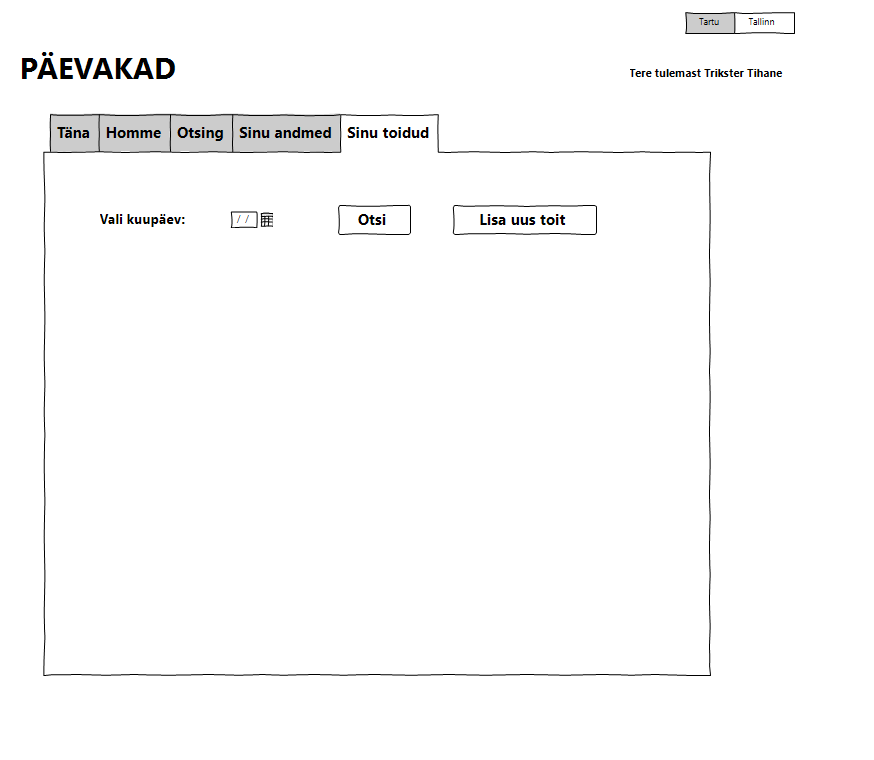 Tartu Tallinn
PÄEVAKAD
Tere tulemast Trikster Tihane
Täna Homme Otsing Sinu andmed Sinu toidud
Vali kuupäev: / / Otsi Lisa uus toit